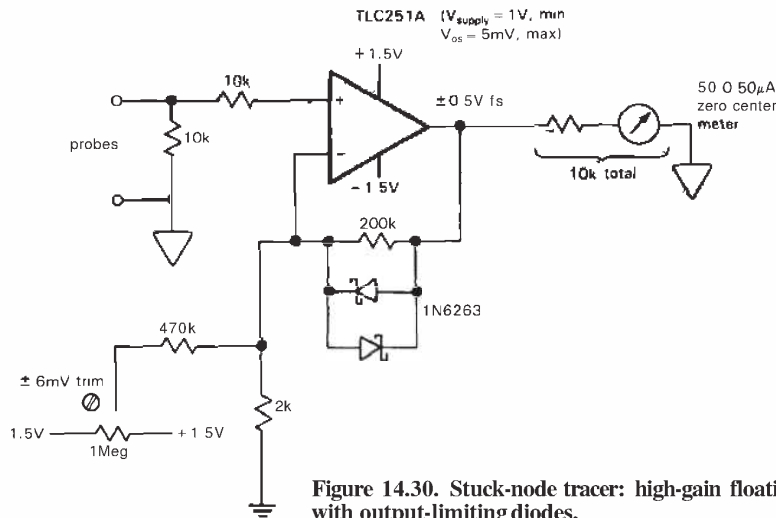 TLC251A (Vsupply = 1V, min
Vos = 5mV, max)
+1.5V
10k
+
±0 5V fs
50 0 50µA
zero center
meter
10k
probes
−
−1 5V
10k total
200k
1N6263
470k
± 6mV trim
2k
1.5V
+1 5V
1Meg
Figure 14.30. Stuck-node tracer: high-gain floati
with output-limiting diodes.